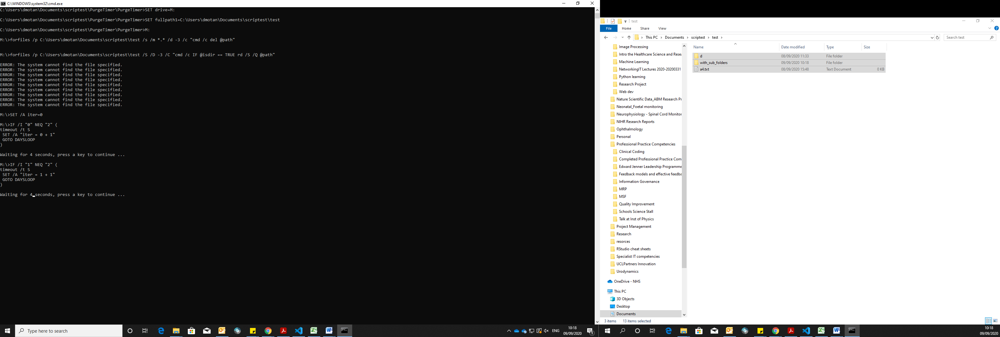 C:\WINDOWS\system32\cmd.exe
C:\Users\dmotan\Documents\scriptest\PurgeTimer\PurgeTimer>SET drive=M:
C:\Users\dmotan\Documents\scriptest\PurgeTimer\PurgeTimer>SET fullpath1=C:\Users\dmotan\Documents\scriptest\test
C:\Users\dmotan\Documents\scriptest\PurgeTimer\PurgeTimer>M:
M:\>forfiles /p C:\Users\dmotan\Documents\scriptest\test /s /m *.* /d -3 /c "cmd /c del @path"
M:\>forfiles /p C:\Users\dmotan\Documents\scriptest\test /S /D -3 /C "cmd /c IF @isdir == TRUE rd /S /Q @path"
ERROR: The system cannot find the file specified.
ERROR: The system cannot find the file specified.
ERROR: The system cannot find the file specified.
ERROR: The system cannot find the file specified.
ERROR: The system cannot find the file specified.
ERROR: The system cannot find the file specified.
ERROR: The system cannot find the file specified.
ERROR: The system cannot find the file specified.
ERROR: The system cannot find the file specified.
M:\>SET /A iter=0
M:\>IF /I "0" NEQ "2" (
timeout /t 5
SET /A "iter = 0 + 1"
GOTO DAYSLOOP
)
Waiting for 4 seconds, press a key to continue ...
M:\>IF /I "1" NEQ "2" (
timeout /t 5
SET /A "iter = 1 + 1"
GOTO DAYSLOOP
)
Waiting for 4 seconds, press a key to continue ...
Type here to search
ENG
10:18
09/09/2020
1
test
File Home Share View
This PC > Documents > scriptest > test >
Search test
Image Processing
Intro the Healthcare Science and Resea
Machine Learning
NetworkingIT Lectures 2020-20200331
Python learning
Research Project
Web dev
Nature Scientific Data_ABM Research Pr
Neonatal_Foetal monitoring
Neurophysiology - Spinal Cord Monitor
NIHR Research Reports
Ophthalmology
Personal
Professional Practice Competencies
Clinical Coding
Completed Professional Practice Com
Edward Jenner Leadership Programme
Feedback models and effective feedba
Information Governance
MRP
MSF
Quality Improvement
Schools Science Stall
Talk at Inst of Physics
Project Management
Research
resorces
RStudio cheat sheets
Specialist IT competencies
UCLPartners Innovation
Urodynamics
OneDrive - NHS
This PC
3D Objects
Desktop
Documents
Name Date modified Type Size
d 08/09/2020 11:33 File folder
with_sub_folders 09/09/2020 10:18 File folder
a4.txt 08/09/2020 15:48 Text Document 0 KB
3 items 13 items selected
10:18
09/09/2020